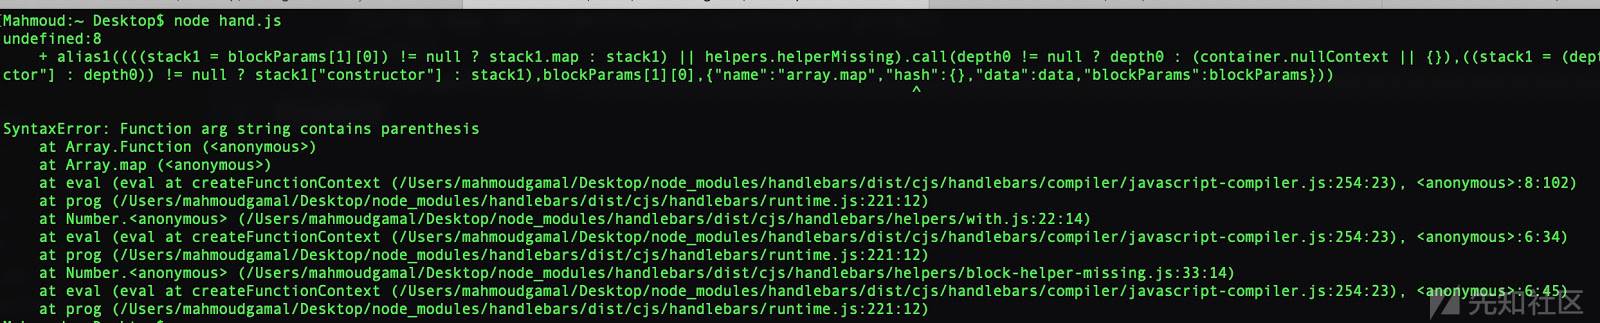 [Mahmoud:~ Desktop$ node hand.js
undefined:8
    + alias1((((stack1 = blockParams[1][0]) != null ? stack1.map : stack1) || helpers.helperMissing).call(depth0 != null ? depth0 : (container.nullContext || {}),((stack1 = (dept
ctor"] : depth0)) != null ? stack1["constructor"] : stack1),blockParams[1][0],{"name":"array.map","hash":{},"data":data,"blockParams":blockParams}))
^
SyntaxError: Function arg string contains parenthesis
    at Array.Function (<anonymous>)
    at Array.map (<anonymous>)
    at eval (eval at createFunctionContext (/Users/mahmoudgamal/Desktop/node_modules/handlebars/dist/cjs/handlebars/compiler/javascript-compiler.js:254:23), <anonymous>:8:102)
    at prog (/Users/mahmoudgamal/Desktop/node_modules/handlebars/dist/cjs/handlebars/runtime.js:221:12)
    at Number.<anonymous> (/Users/mahmoudgamal/Desktop/node_modules/handlebars/dist/cjs/handlebars/helpers/with.js:22:14)
    at eval (eval at createFunctionContext (/Users/mahmoudgamal/Desktop/node_modules/handlebars/dist/cjs/handlebars/compiler/javascript-compiler.js:254:23), <anonymous>:6:34)
    at prog (/Users/mahmoudgamal/Desktop/node_modules/handlebars/dist/cjs/handlebars/runtime.js:221:12)
    at Number.<anonymous> (/Users/mahmoudgamal/Desktop/node_modules/handlebars/dist/cjs/handlebars/helpers/block-helper-missing.js:33:14)
    at eval (eval at createFunctionContext (/Users/mahmoudgamal/Desktop/node_modules/handlebars/dist/cjs/handlebars/compiler/javascript-compiler.js:254:23), <anonymous>:6:45)
    at prog (/Users/mahmoudgamal/Desktop/node_modules/handlebars/dist/cjs/handlebars/runtime.js:221:12)
先知社区